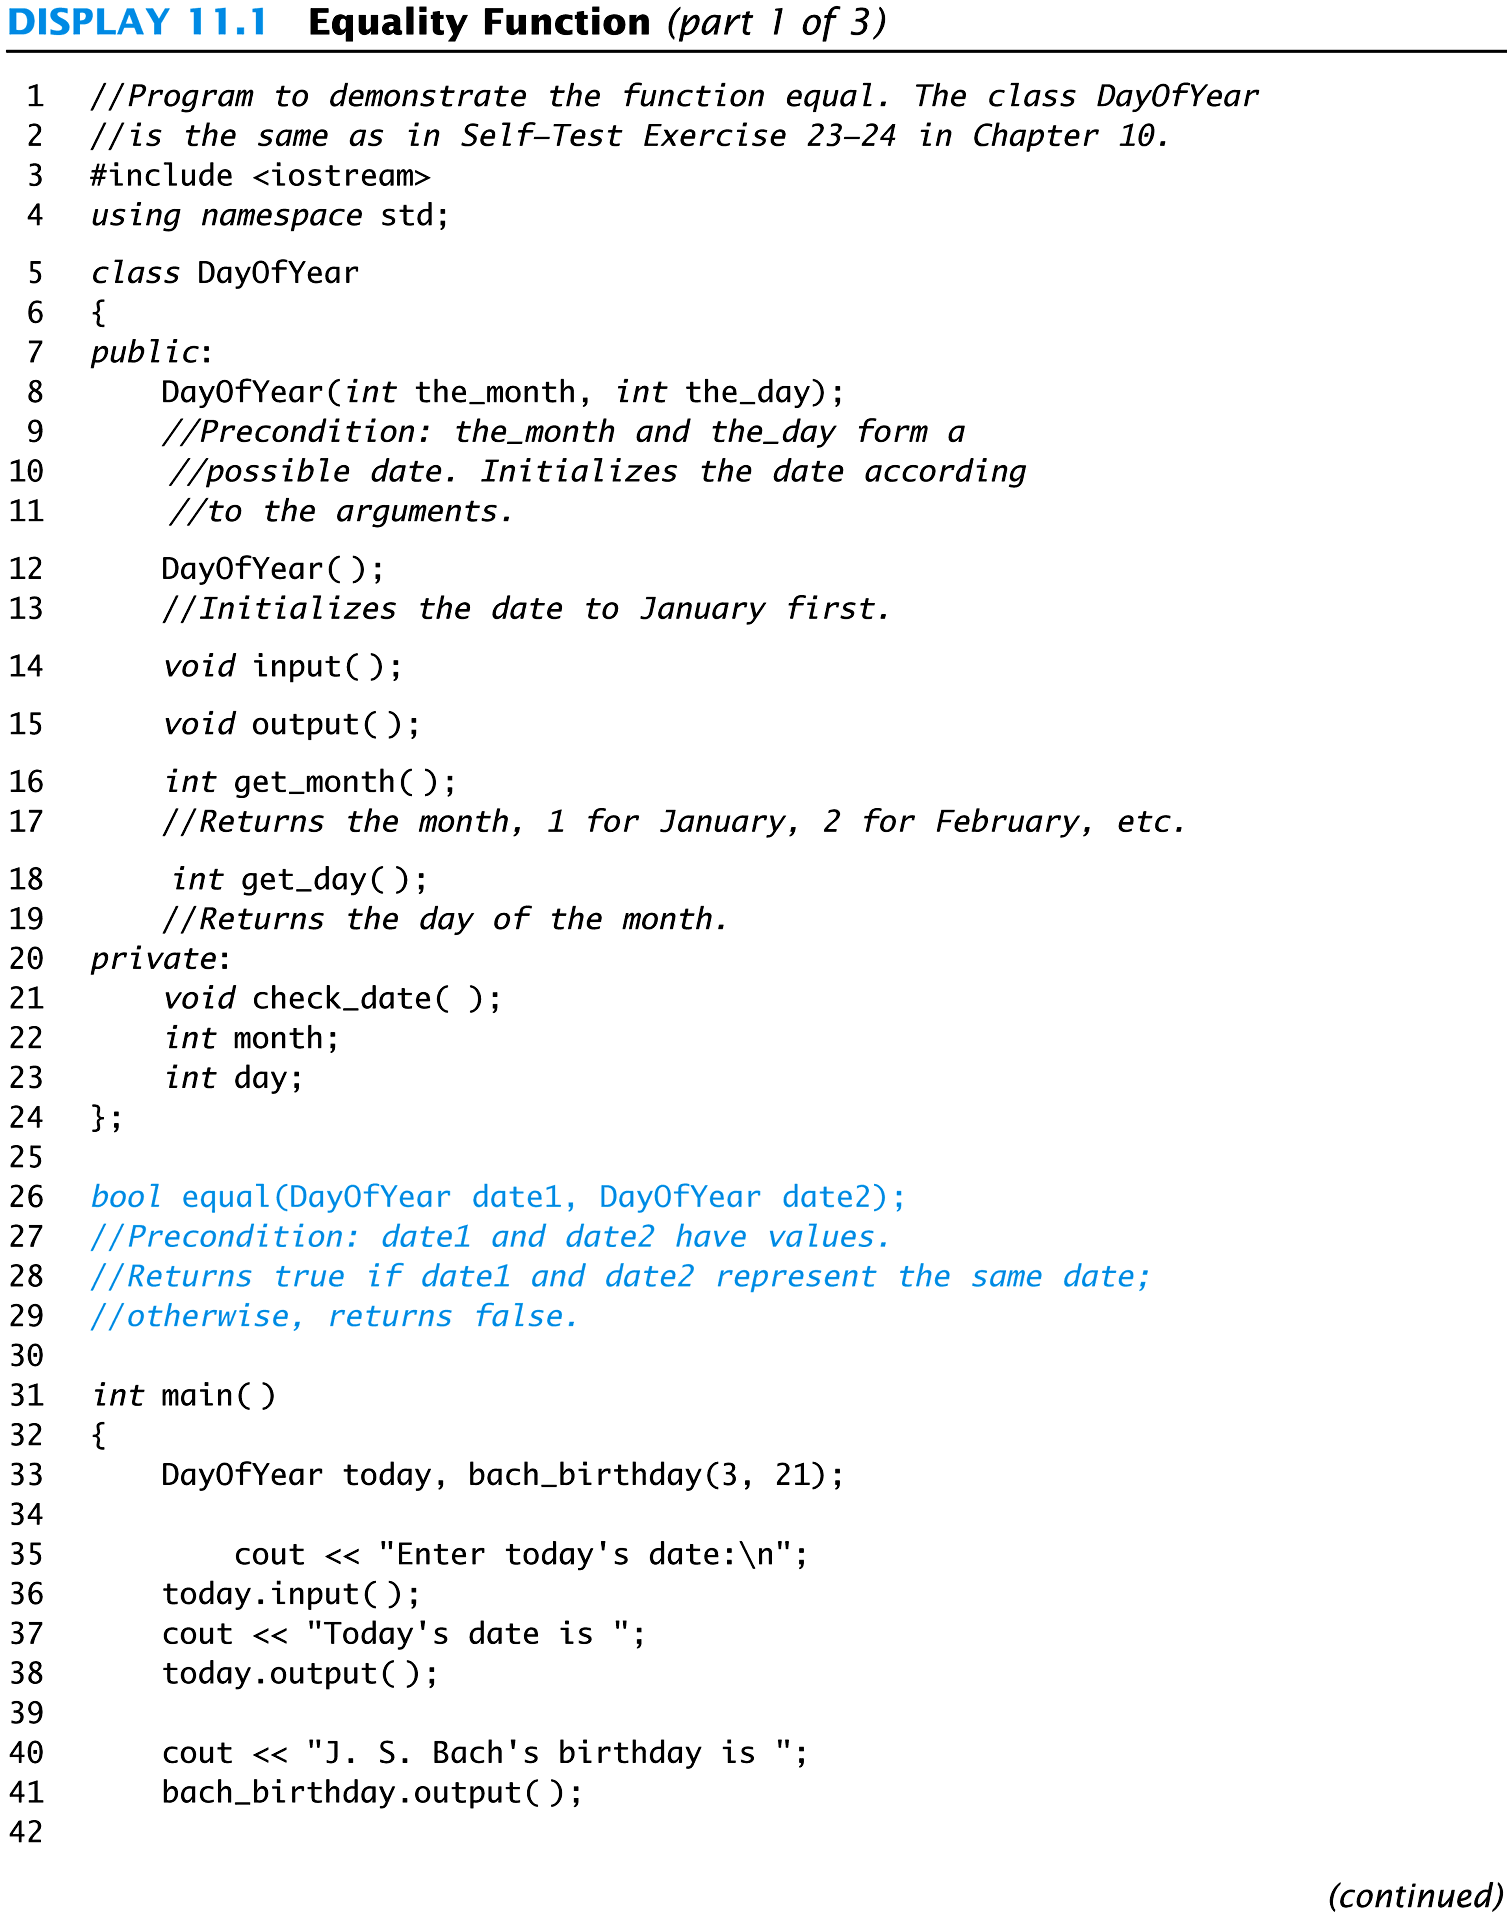 DISPLAY 11.1 Equality Function (part 1 of 3)
1 //Program to demonstrate the function equal. The class DayOfYear
2 //is the same as in Self–Test Exercise 23–24 in Chapter 10.
3 #include <iostream>
4 using namespace std;
5 class DayOfYear
6 {
7 public:
8 DayOfYear(int the_month, int the_day);
9 //Precondition: the_month and the_day form a
10 //possible date. Initializes the date according
11 //to the arguments.
12 DayOfYear( );
13 //Initializes the date to January first.
14 void input( );
15 void output( );
16 int get_month( );
17 //Returns the month, 1 for January, 2 for February, etc.
18 int get_day( );
19 //Returns the day of the month.
20 private:
21 void check_date( );
22 int month;
23 int day;
24 };
25
26 bool equal(DayOfYear date1, DayOfYear date2);
27 //Precondition: date1 and date2 have values.
28 //Returns true if date1 and date2 represent the same date;
29 //otherwise, returns false.
30
31 int main( )
32 {
33 DayOfYear today, bach_birthday(3, 21);
34
35 cout << "Enter today's date:\n";
36 today.input( );
37 cout << "Today's date is ";
38 today.output( );
39
40 cout << "J. S. Bach's birthday is ";
41 bach_birthday.output( );
42
(continued)